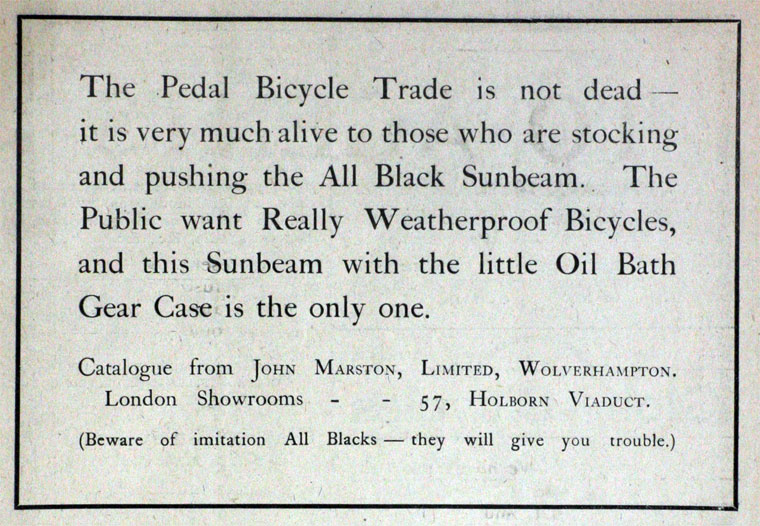 The Pedal Bicycle Trade is not dead —
it is very much alive to those who are stocking
and pushing the All Black Sunbeam. The
Public want Really Weatherproof Bicycles,
and this Sunbeam with the little Oil Bath
Gear Case is the only one.
Catalogue from John Marston, Limited, Wolverhampton.
London Showrooms - - 57, Holborn Viaduct.
(Beware of imitation All Blacks — they will give you trouble.)